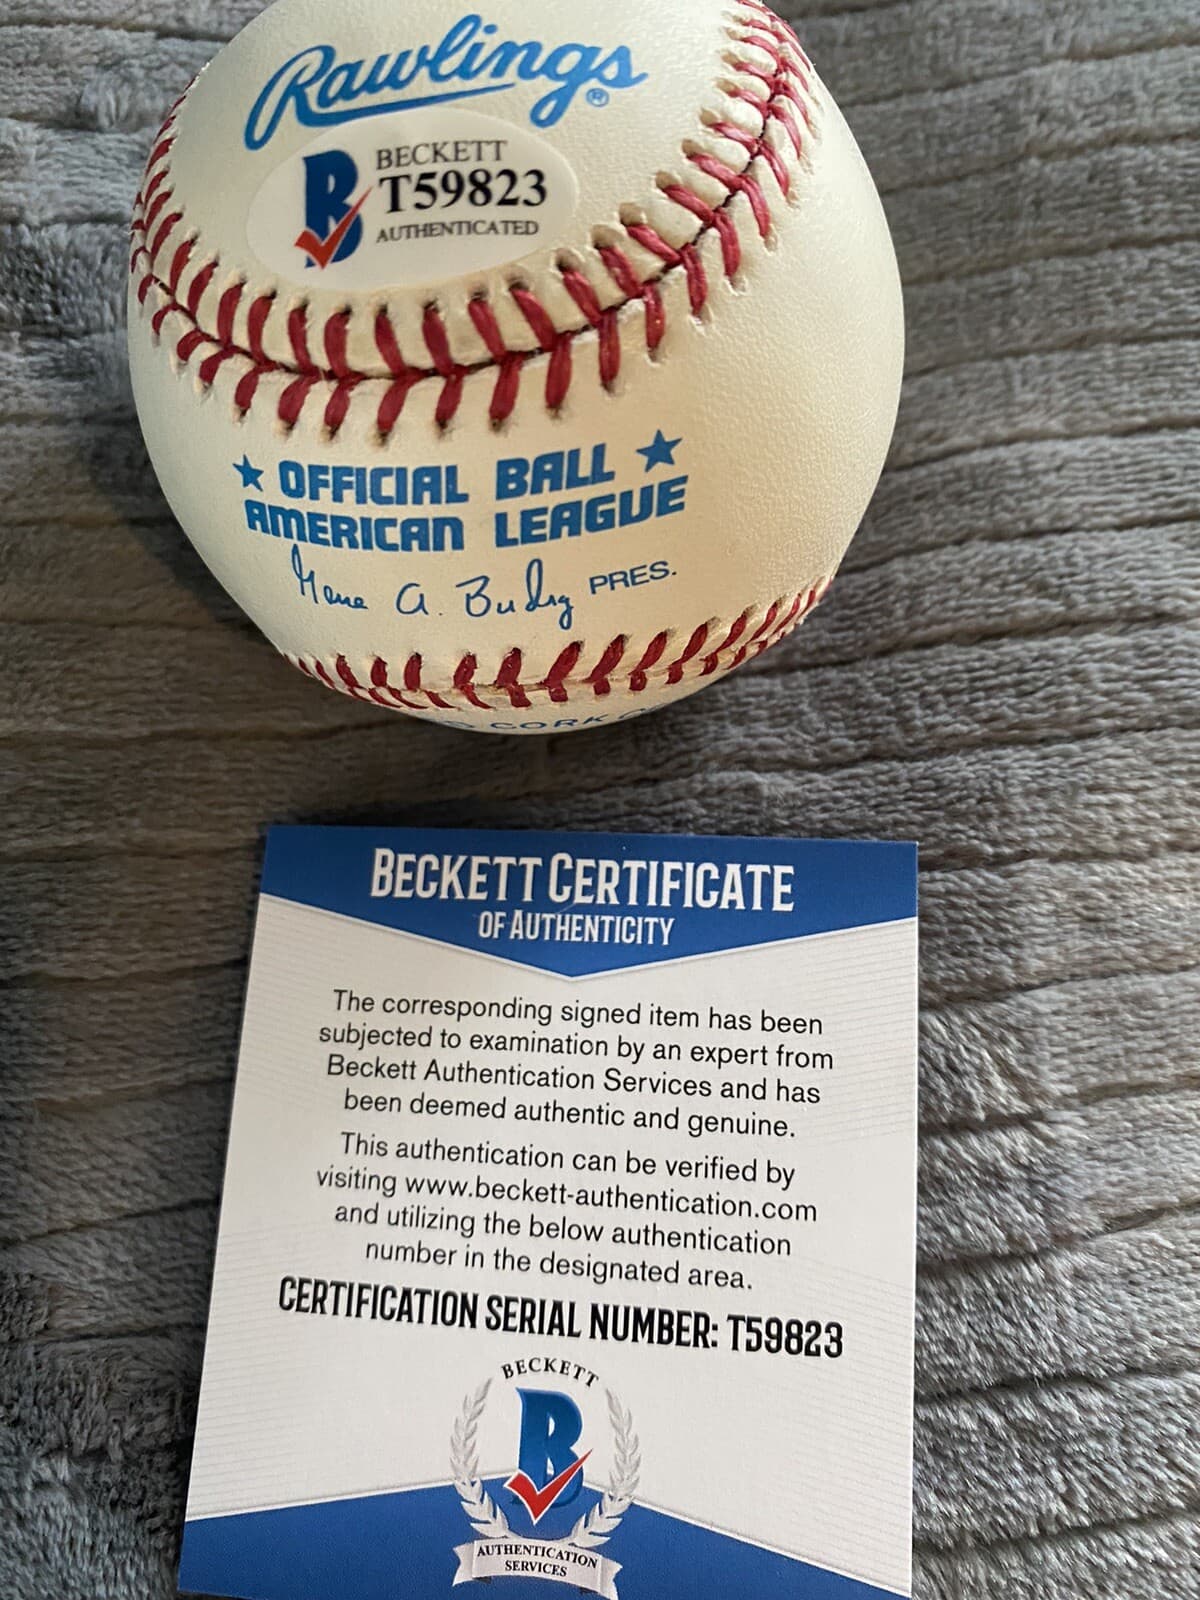 Rawlings®
BECKETT
T59823
AUTHENTICATED
★ OFFICIAL BALL ★
AMERICAN LEAGUE
Gene A. Budig PRES.
CORK
BECKETT CERTIFICATE
OF AUTHENTICITY
The corresponding signed item has been
subjected to examination by an expert from
Beckett Authentication Services and has
been deemed authentic and genuine.
This authentication can be verified by
visiting www.beckett-authentication.com
and utilizing the below authentication
number in the designated area.
CERTIFICATION SERIAL NUMBER: T59823
BECKETT
B
AUTHENTICATION
SERVICES